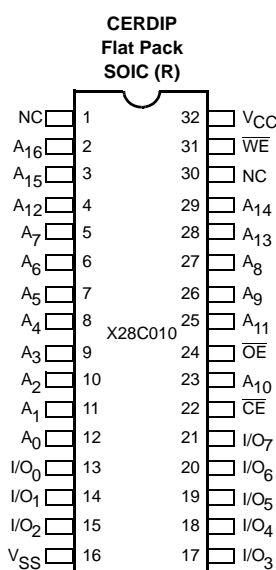 CERDIP
Flat Pack
SOIC (R)
NC 1 32 VCC
A16 2 31 WE
A15 3 30 NC
A12 4 29 A14
A7 5 28 A13
A6 6 27 A8
A5 7 26 A9
A4 8 25 A11
X28C010
A3 9 24 OE
A2 10 23 A10
A1 11 22 CE
A0 12 21 I/O7
I/O0 13 20 I/O6
I/O1 14 19 I/O5
I/O2 15 18 I/O4
VSS 16 17 I/O3